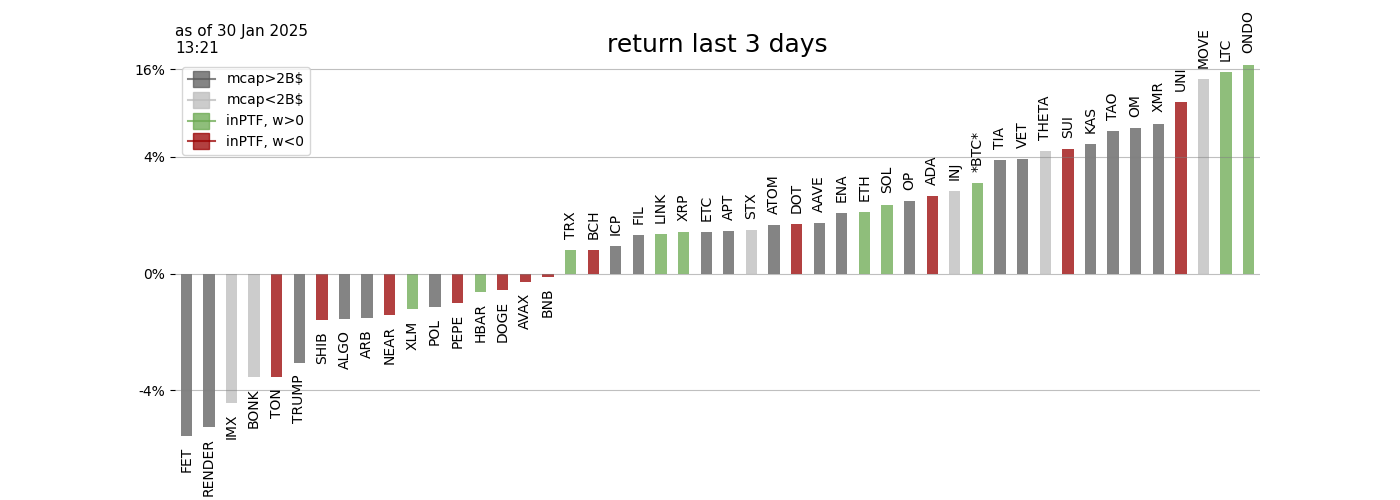 as of 30 Jan 2025
13:21
return last 3 days
mcap>2B$
mcap<2B$
inPTF, w>0
inPTF, w<0
16%
4%
0%
-4%
FET
RENDER
IMX
BONK
TON
TRUMP
SHIB
ALGO
ARB
NEAR
XLM
POL
PEPE
HBAR
DOGE
AVAX
BNB
TRX
BCH
ICP
FIL
LINK
XRP
ETC
APT
STX
ATOM
DOT
AAVE
ENA
ETH
SOL
OP
ADA
INJ
*BTC*
TIA
VET
THETA
SUI
KAS
TAO
OM
XMR
UNI
MOVE
LTC
ONDO